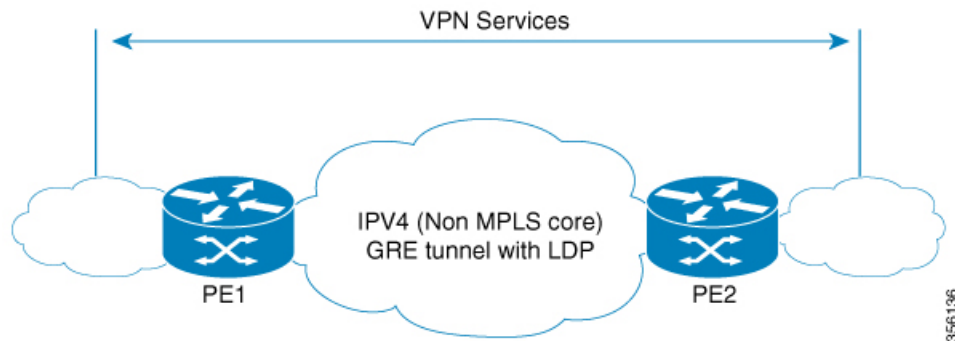 VPN Services
IPV4 (Non MPLS core)
GRE tunnel with LDP
PE1
PE2
356136